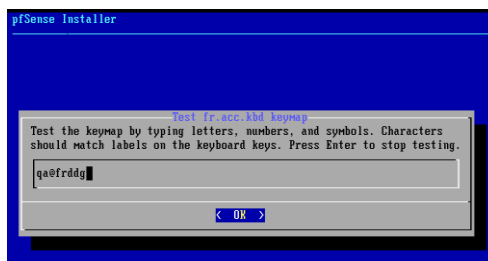 pfSense Installer
Test fr.acc.kbd keymap
Test the keymap by typing letters, numbers, and symbols. Characters
should match labels on the keyboard keys. Press Enter to stop testing.
qa@frddg
< OK >